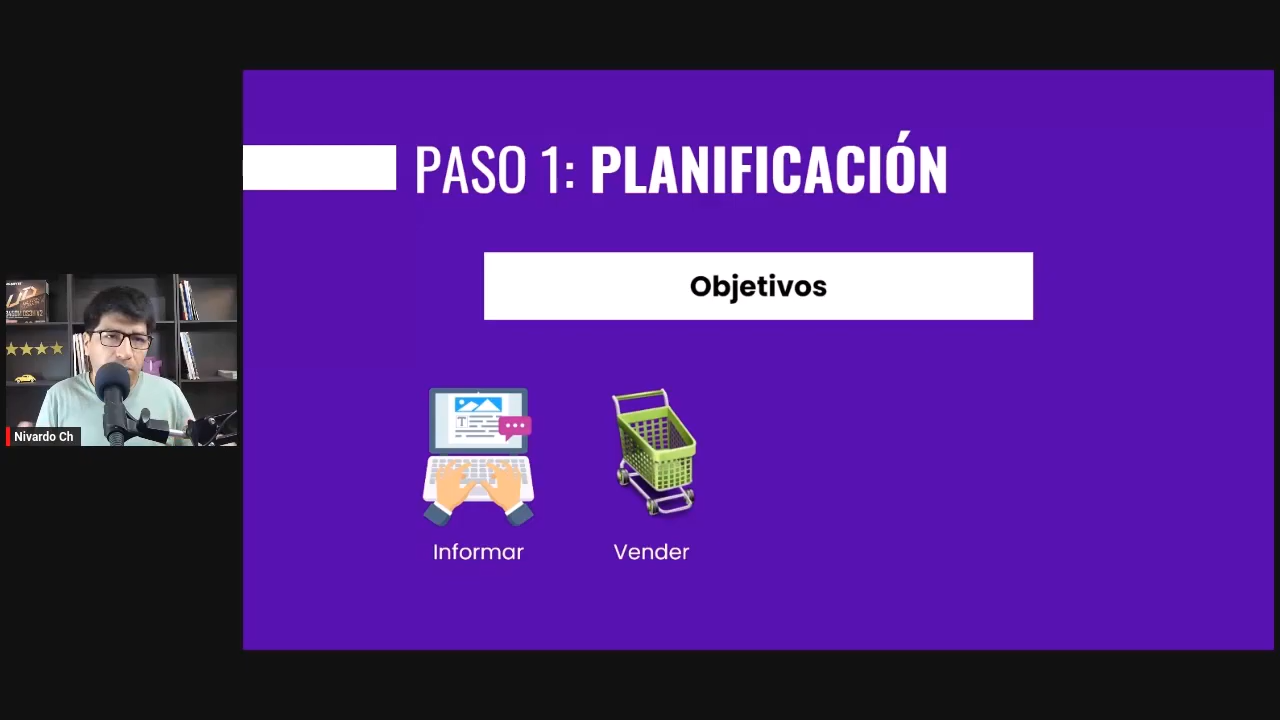 PASO 1: PLANIFICACIÓN
Objetivos
Informar
Vender
Nivardo Ch